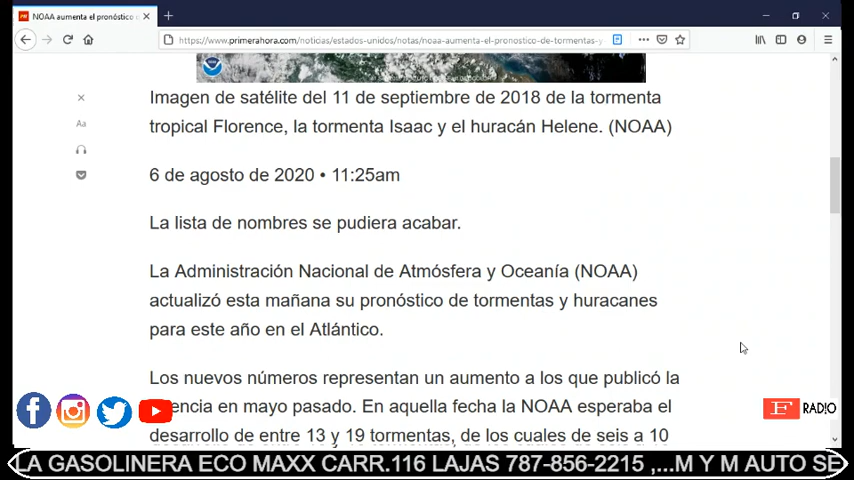 NOAA aumenta el pronóstico
https://www.primerahora.com/noticias/estados-unidos/notas/noaa-aumenta-el-pronostico-de-tormentas-y
Imagen de satélite del 11 de septiembre de 2018 de la tormenta
tropical Florence, la tormenta Isaac y el huracán Helene. (NOAA)
Aa
6 de agosto de 2020 • 11:25am
La lista de nombres se pudiera acabar.
La Administración Nacional de Atmósfera y Oceanía (NOAA)
actualizó esta mañana su pronóstico de tormentas y huracanes
para este año en el Atlántico.
Los nuevos números representan un aumento a los que publicó la
encia en mayo pasado. En aquella fecha la NOAA esperaba el
desarrollo de entre 13 y 19 tormentas, de los cuales de seis a 10
F RADIO
LA GASOLINERA ECO MAXX CARR.116 LAJAS 787-856-2215 ,...M Y M AUTO SE